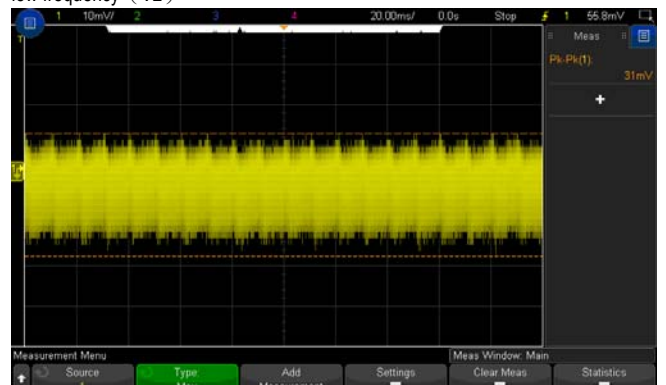 1 10mV/ 2 3 4 20.00ms/ 0.0s Stop 1 55.8mV
Meas
T
Pk-Pk(1):
31mV
+
Measurement Menu Meas Window: Main
Source Type: Add Settings Clear Meas Statistics